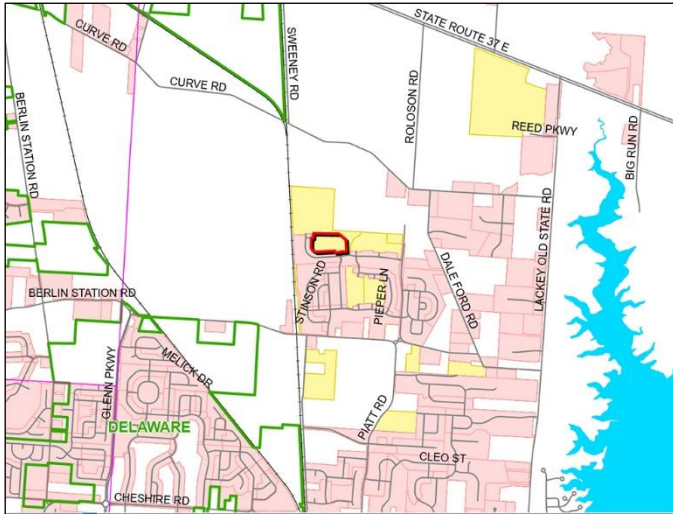 STATE ROUTE 37 E
CURVE RD
SWEENEY RD
CURVE RD
ROLOSON RD
BERLIN STATION RD
REED PKWY
BIG RUN RD
LACKEY OLD STATE RD
STIMSON RD
DALE FORD RD
PIEPER LN
BERLIN STATION RD
MELICK DR
GLENN PKWY
PIATT RD
DELAWARE
CLEO ST
CHESHIRE RD